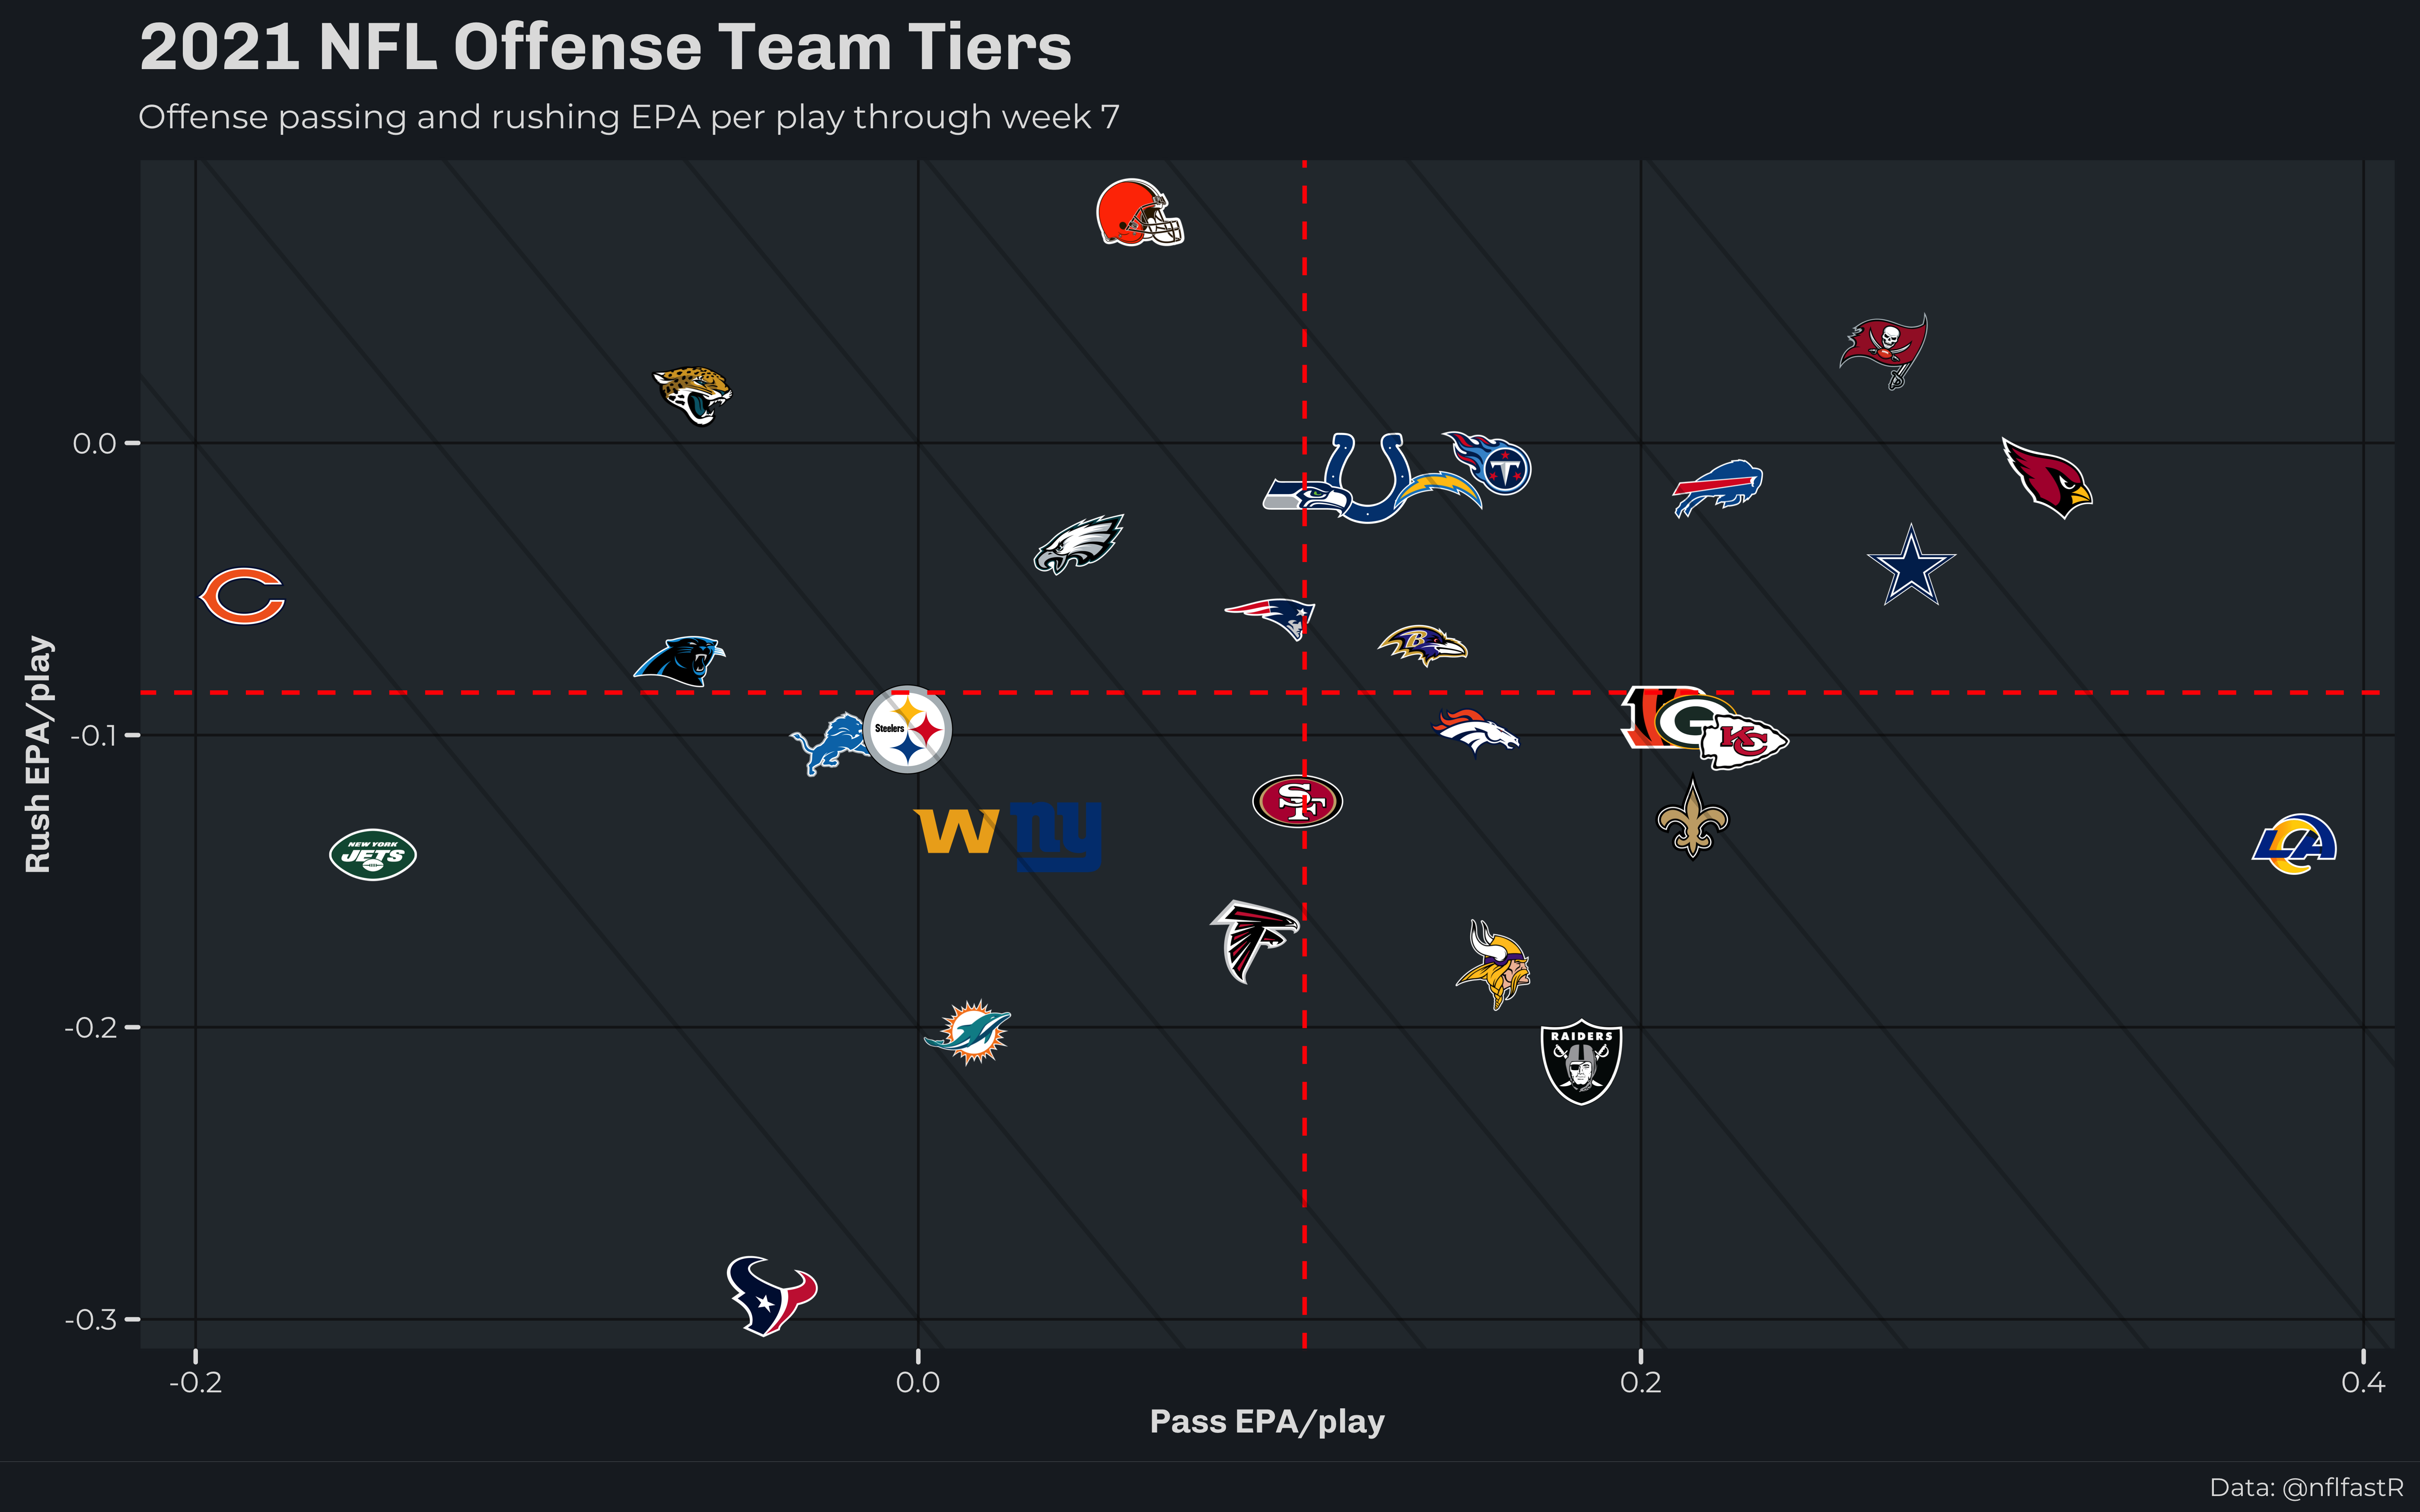 2021 NFL Offense Team Tiers
Offense passing and rushing EPA per play through week 7
Rush EPA/play
0.0
-0.1
-0.2
-0.3
B
Steelers
G
KC
SF
W
ny
NEW YORK
JETS
LA
RAIDERS
T
-0.2
0.0
0.2
0.4
Pass EPA/play
Data: @nflfastR